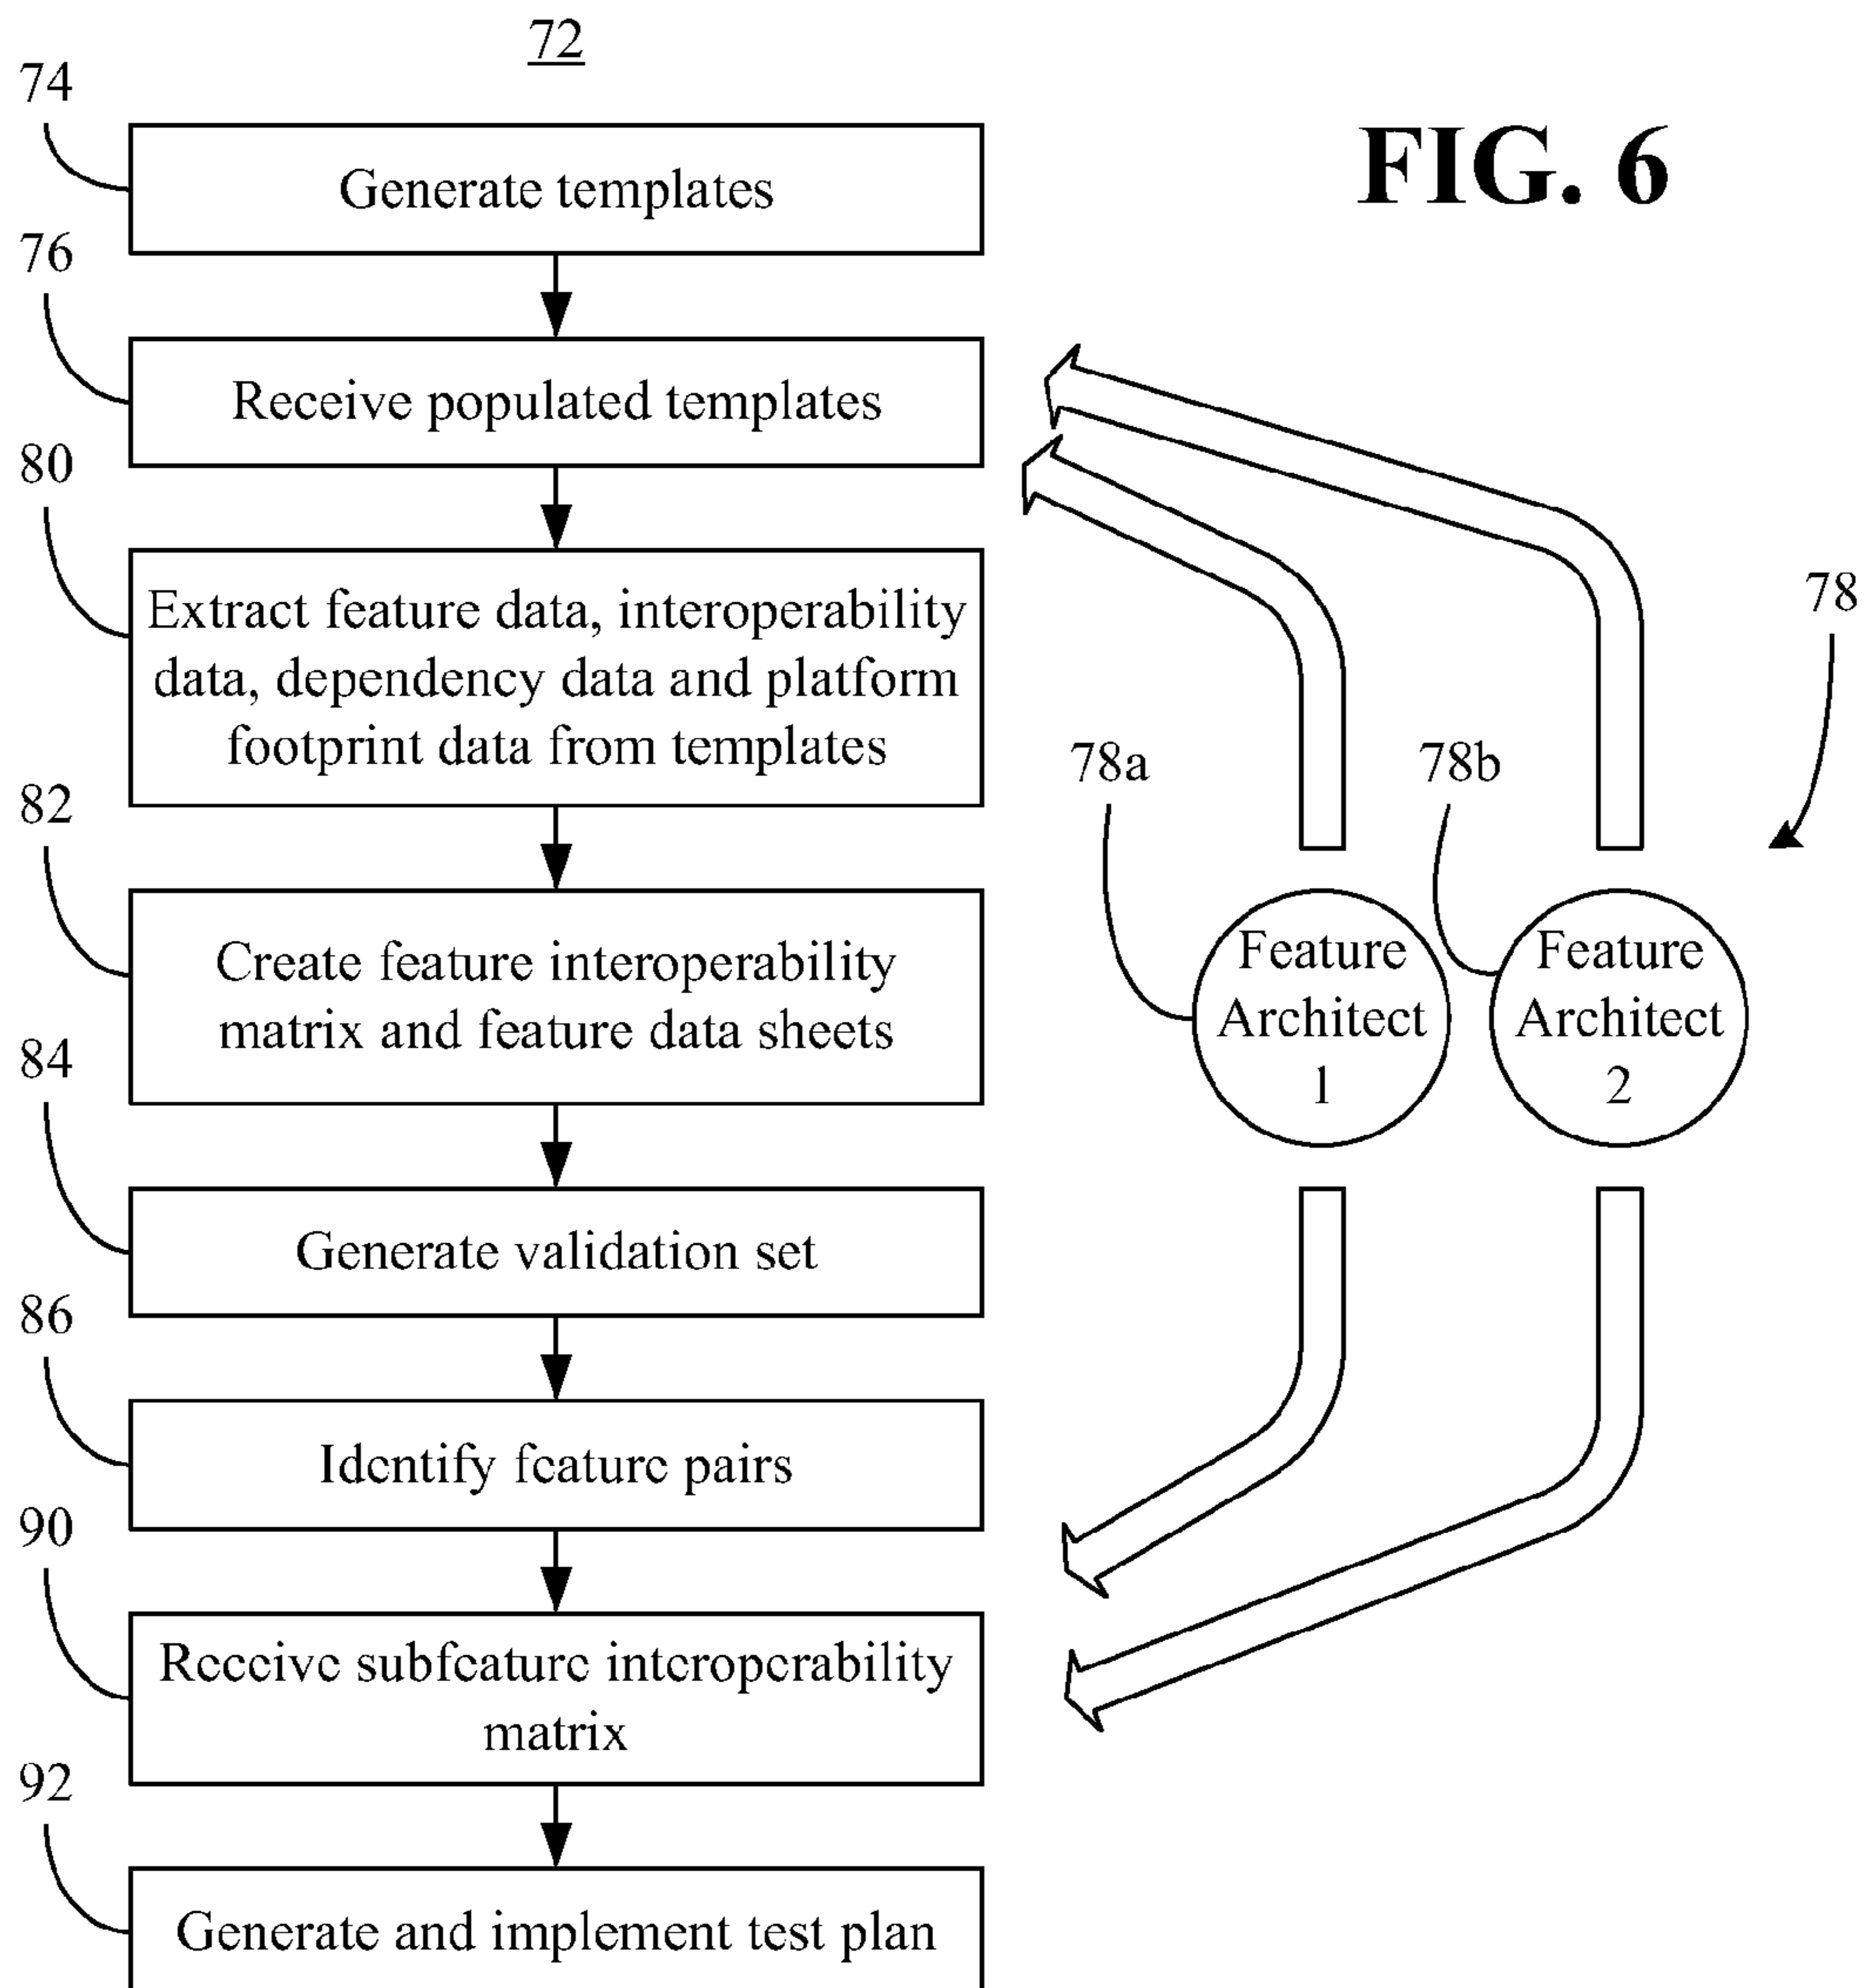 72
FIG. 6
74
Generate templates
76
Receive populated templates
80
Extract feature data, interoperability
data, dependency data and platform
footprint data from templates
78
78a
78b
82
Create feature interoperability
matrix and feature data sheets
Feature
Architect
1
Feature
Architect
2
84
Generate validation set
86
Identify feature pairs
90
Receive subfeature interoperability
matrix
92
Generate and implement test plan